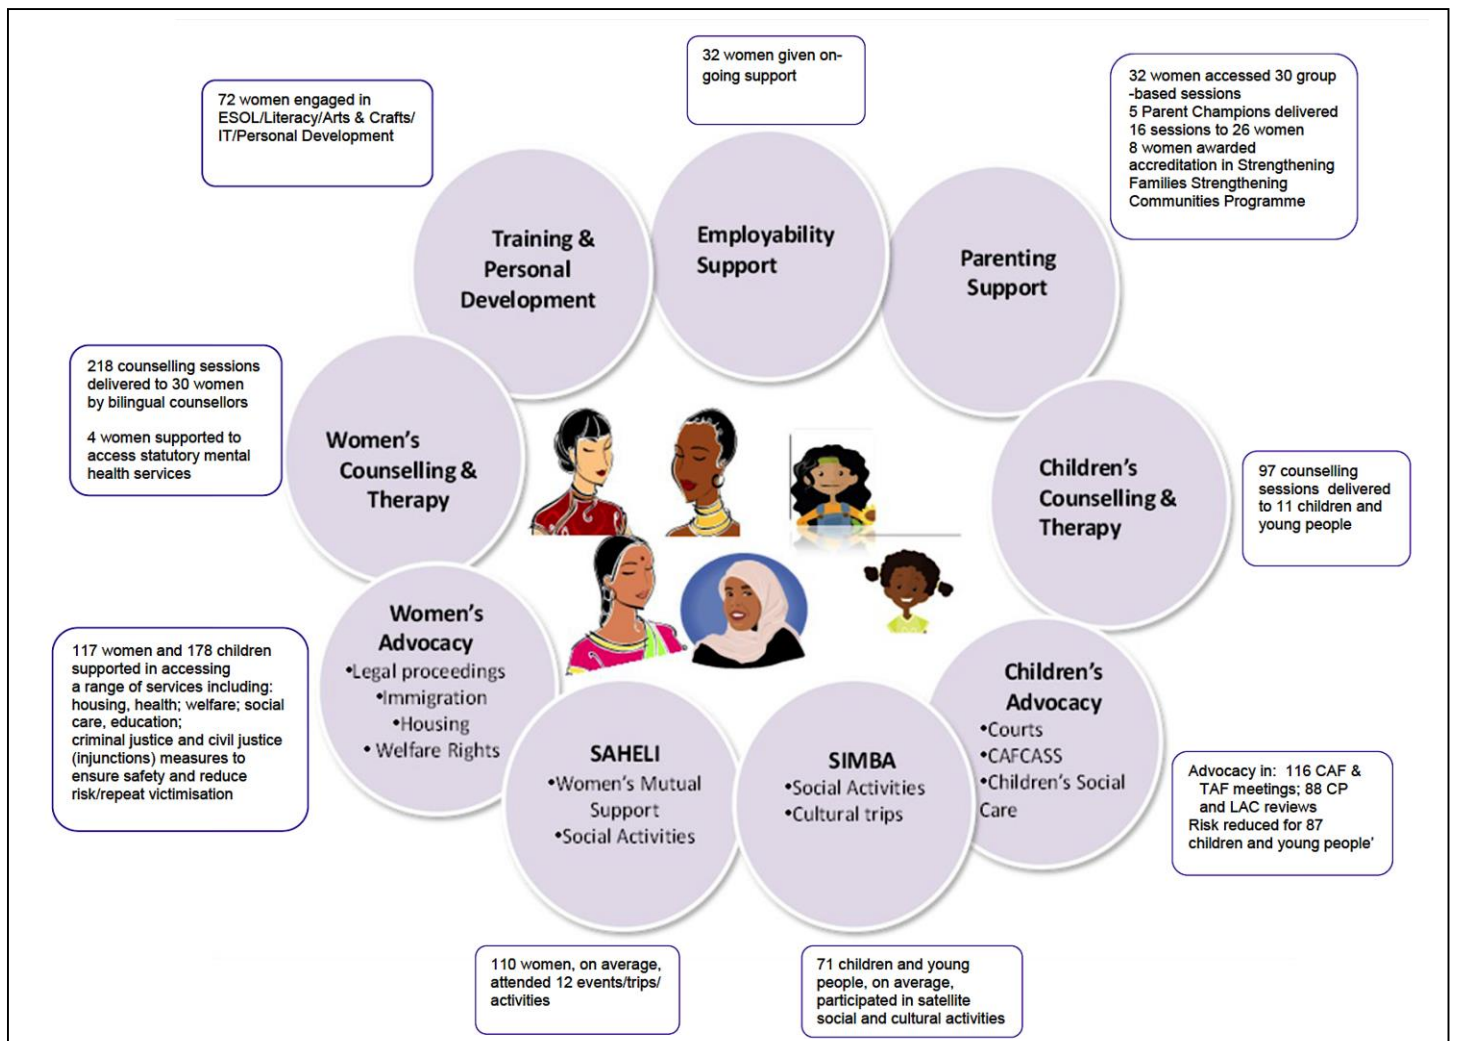 32 women given on-
going support
72 women engaged in
ESOL/Literacy/Arts & Crafts/
IT/Personal Development
32 women accessed 30 group
-based sessions
5 Parent Champions delivered
16 sessions to 26 women
8 women awarded
accreditation in Strengthening
Families Strengthening
Communities Programme
Training &
Personal
Development
Employability
Support
Parenting
Support
218 counselling sessions
delivered to 30 women
by bilingual counsellors
4 women supported to
access statutory mental
health services
Women's
Counselling &
Therapy
Children's
Counselling &
Therapy
97 counselling
sessions delivered
to 11 children and
young people
117 women and 178 children
supported in accessing
a range of services including:
housing, health; welfare; social
care, education;
criminal justice and civil justice
(injunctions) measures to
ensure safety and reduce
risk/repeat victimisation
Women's
Advocacy
•Legal proceedings
•Immigration
•Housing
• Welfare Rights
SAHELI
•Women's Mutual
Support
•Social Activities
SIMBA
•Social Activities
•Cultural trips
Children's
Advocacy
•Courts
•CAFCASS
•Children's Social
Care
Advocacy in: 116 CAF &
TAF meetings; 88 CP
and LAC reviews
Risk reduced for 87
children and young people'
110 women, on average,
attended 12 events/trips/
activities
71 children and young
people, on average,
participated in satellite
social and cultural activities